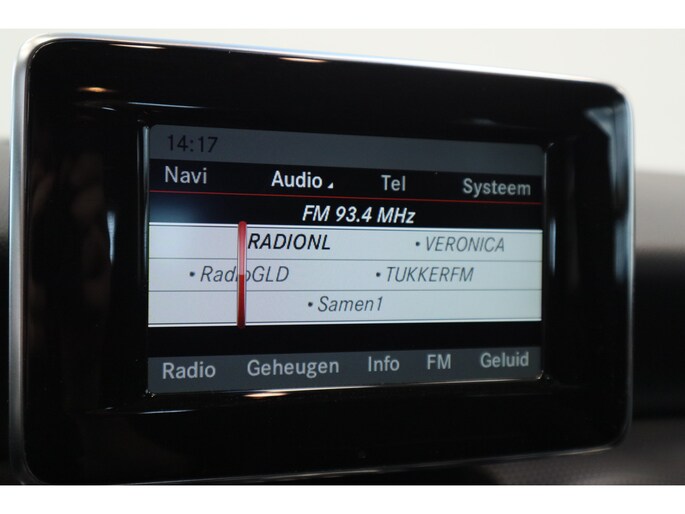 14:17
Navi Audio Tel Systeem
FM 93.4 MHz
RADIONL • VERONICA
• RadioGLD • TUKKERFM
• Samen1
Radio Geheugen Info FM Geluid